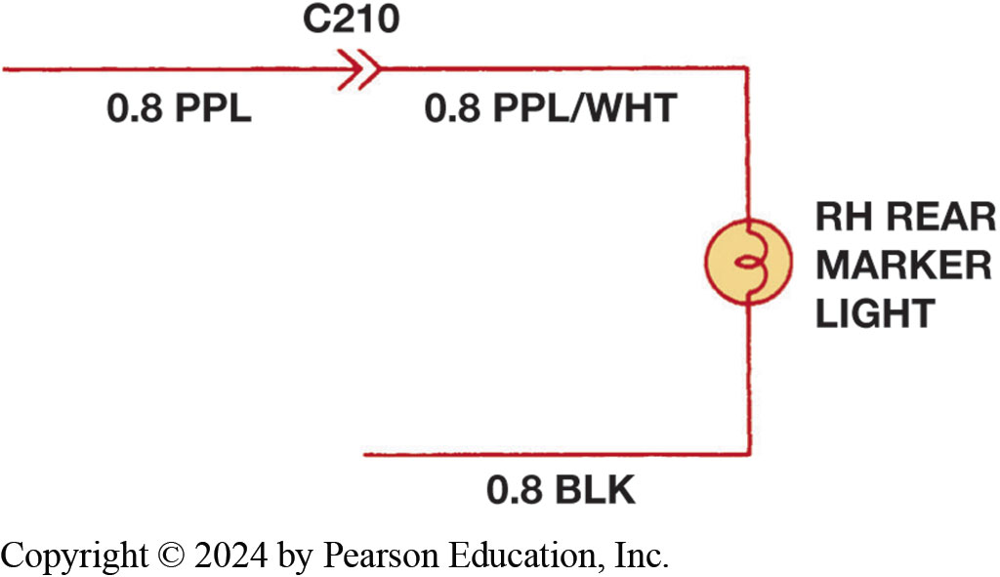 C210
0.8 PPL
0.8 PPL/WHT
RH REAR
MARKER
LIGHT
0.8 BLK
Copyright © 2024 by Pearson Education, Inc.